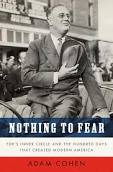 NOTHING TO FEAR
FDR'S INNER CIRCLE AND THE HUNDRED DAYS
THAT CREATED MODERN AMERICA
ADAM COHEN